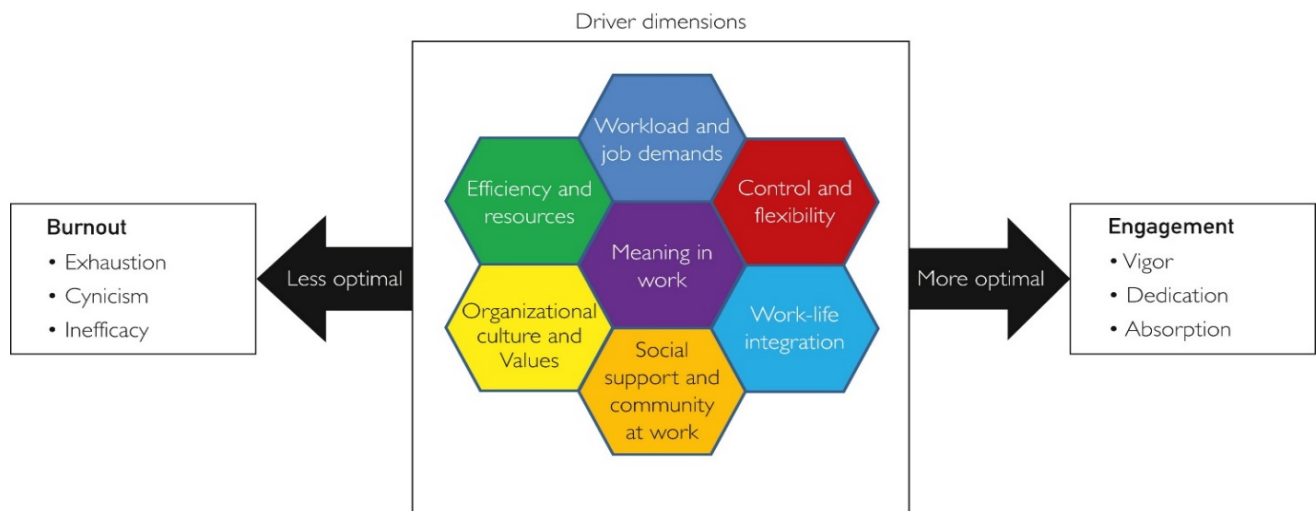 Driver dimensions
Workload and
job demands
Efficiency and
resources
Control and
flexibility
Meaning in
work
Organizational
culture and
Values
Work-life
integration
Social
support and
community
at work
Burnout
• Exhaustion
• Cynicism
• Inefficacy
Less optimal
More optimal
Engagement
• Vigor
• Dedication
• Absorption